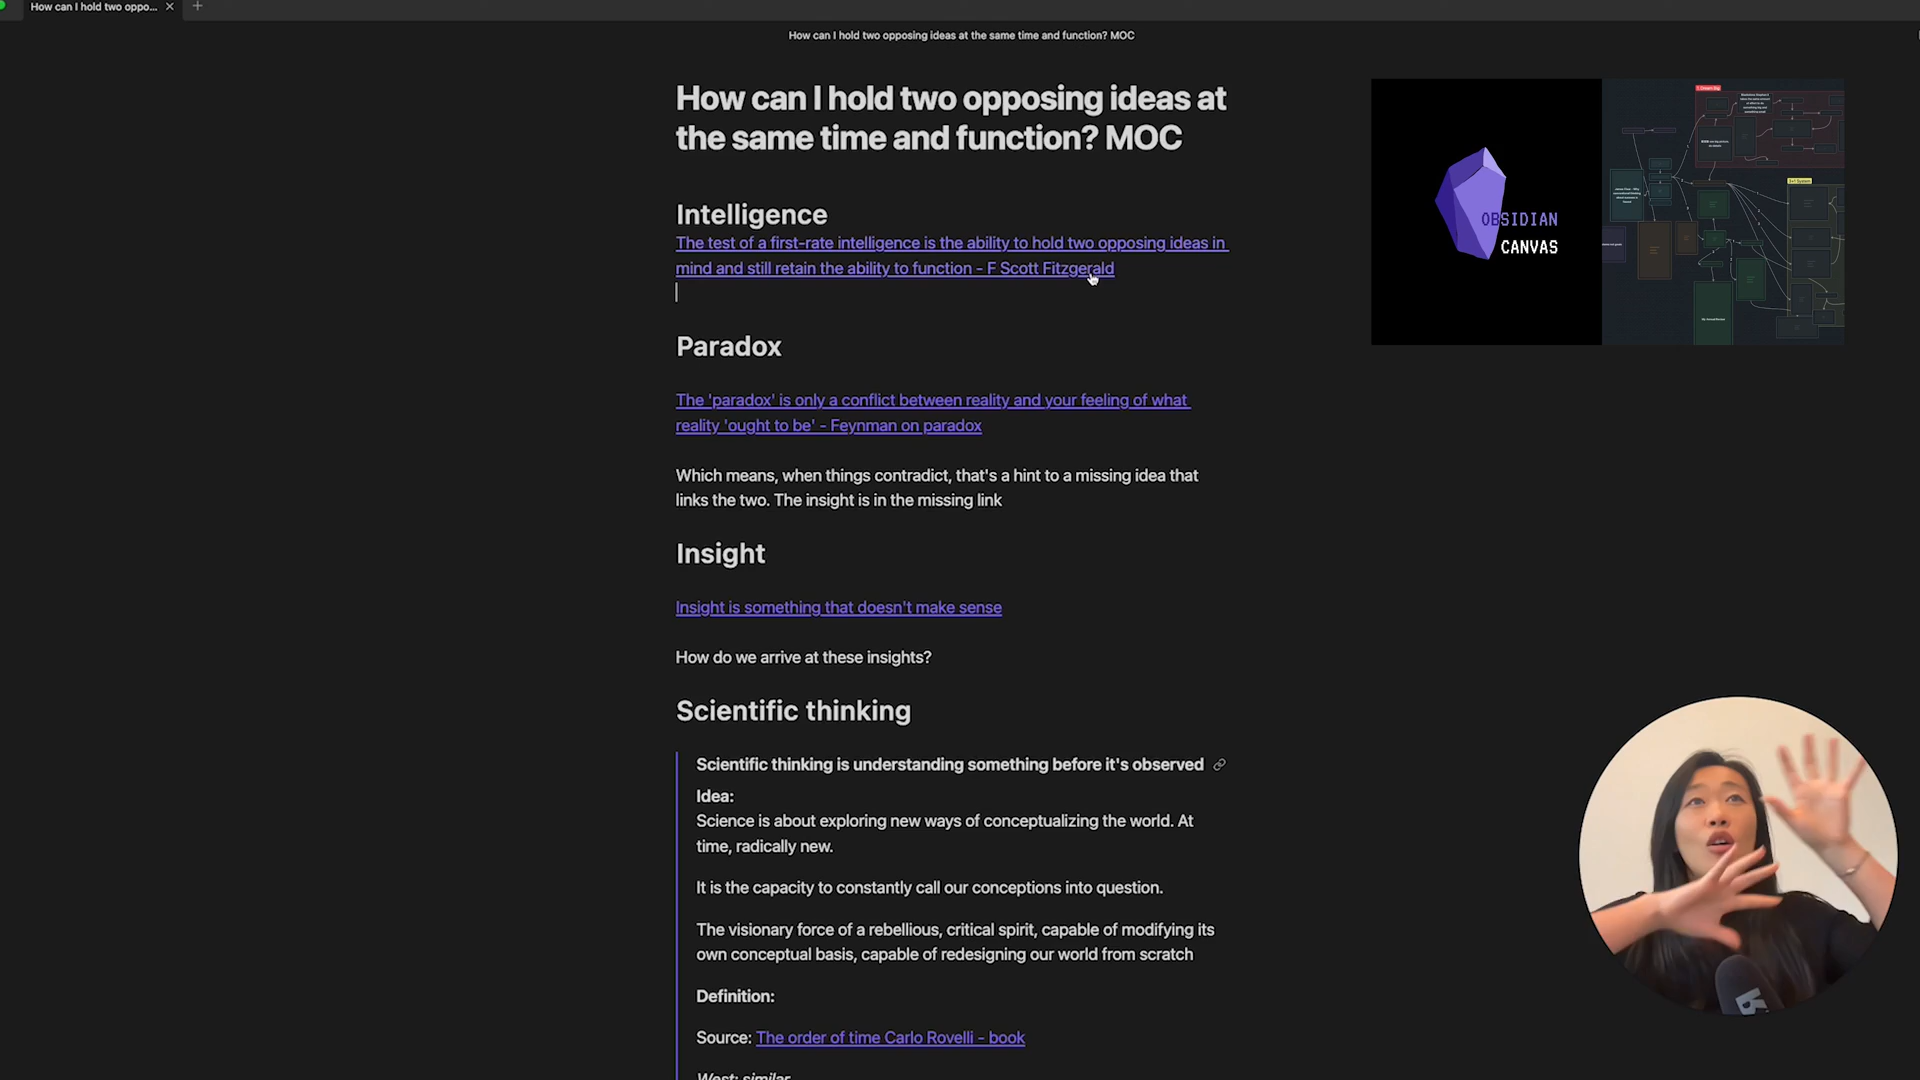 How can I hold two oppo...
How can I hold two opposing ideas at the same time and function? MOC
How can I hold two opposing ideas at
the same time and function? MOC
Intelligence
The test of a first-rate intelligence is the ability to hold two opposing ideas in
mind and still retain the ability to function - F Scott Fitzgerald
Paradox
The 'paradox' is only a conflict between reality and your feeling of what
reality 'ought to be' - Feynman on paradox
Which means, when things contradict, that's a hint to a missing idea that
links the two. The insight is in the missing link
Insight
Insight is something that doesn't make sense
How do we arrive at these insights?
Scientific thinking
Scientific thinking is understanding something before it's observed
Idea:
Science is about exploring new ways of conceptualizing the world. At
time, radically new.
It is the capacity to constantly call our conceptions into question.
The visionary force of a rebellious, critical spirit, capable of modifying its
own conceptual basis, capable of redesigning our world from scratch
Definition:
Source: The order of time Carlo Rovelli - book
West: similar
OBSIDIAN
CANVAS